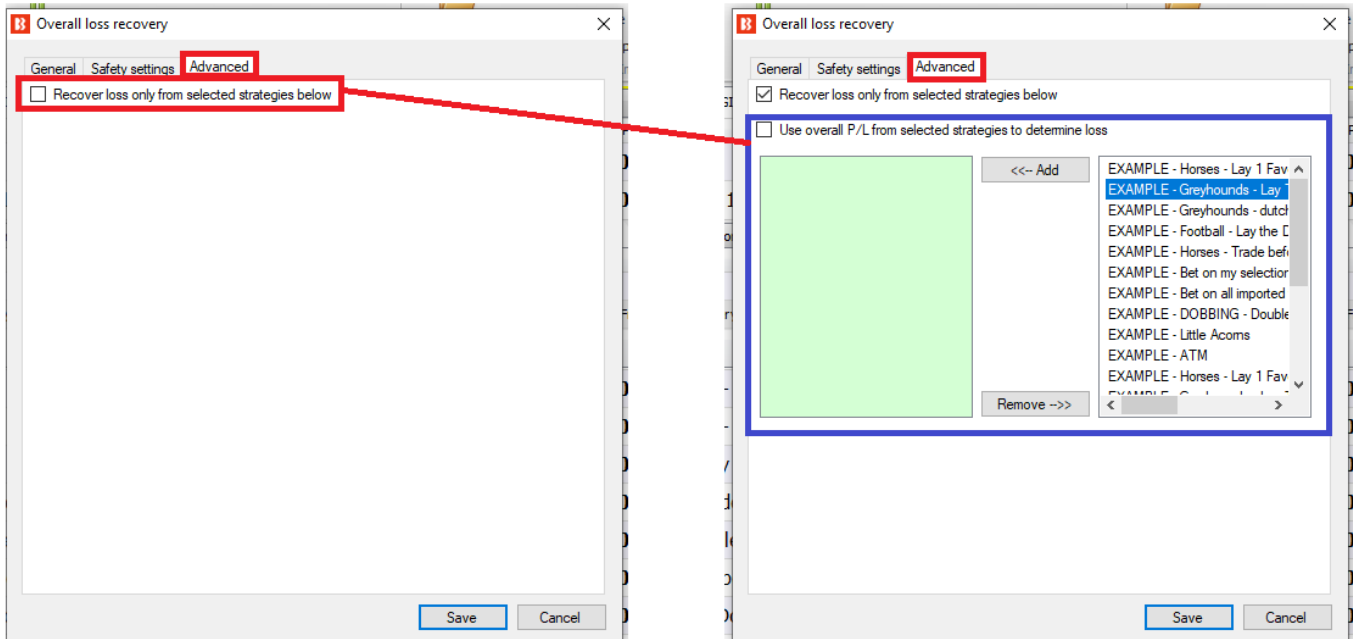 Overall loss recovery
General Safety settings Advanced
Recover loss only from selected strategies below
Save Cancel
Overall loss recovery
General Safety settings Advanced
Recover loss only from selected strategies below
Use overall P/L from selected strategies to determine loss
<<-- Add
Remove -->>
EXAMPLE - Horses - Lay 1 Fav
EXAMPLE - Greyhounds - Lay
EXAMPLE - Greyhounds - dutch
EXAMPLE - Football - Lay the
EXAMPLE - Horses - Trade
EXAMPLE - Bet on my selection
EXAMPLE - Bet on all imported
EXAMPLE - DOBBING - Double
EXAMPLE - Little Acorns
EXAMPLE - ATM
EXAMPLE - Horses - Lay 1 Fav
Save Cancel